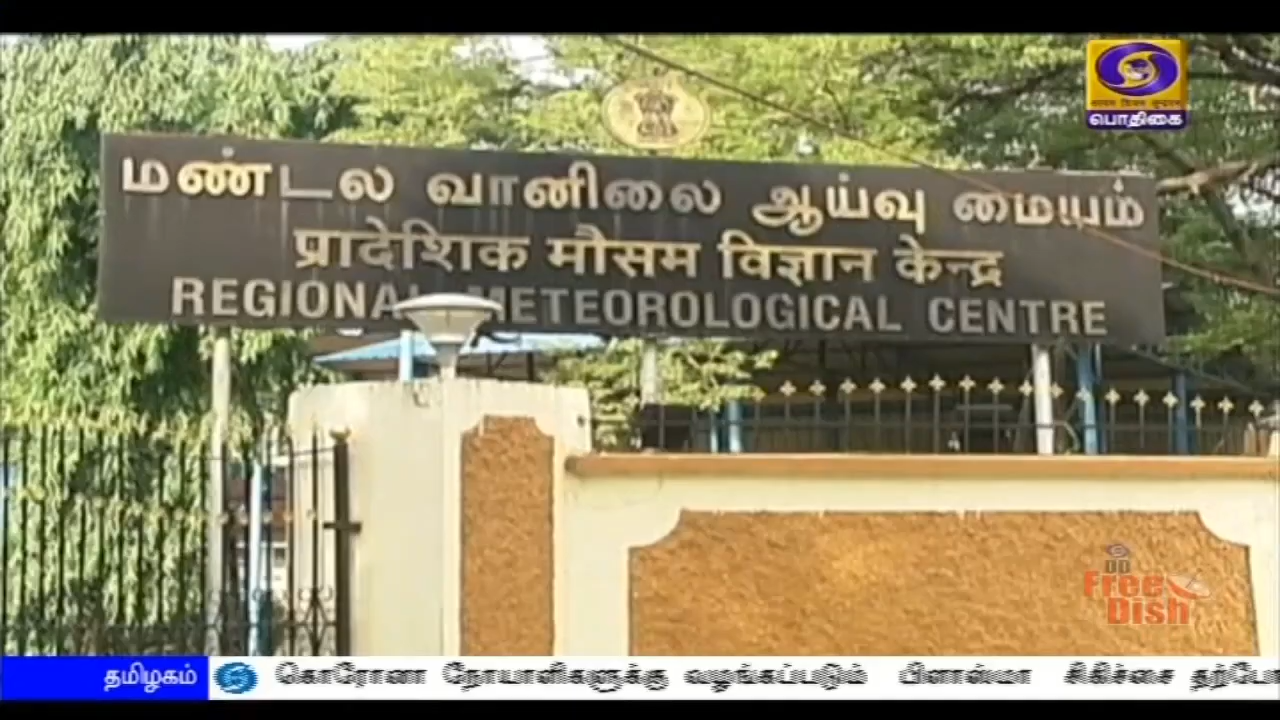 பொதிகை
மண்டல வானிலை ஆய்வு மையம்
प्रादेशिक मौसम विज्ञान केन्द्र
REGIONAL METEOROLOGICAL CENTRE
DD
Free
Dish
தமிழகம்
கொரோனா நோயாளிகளுக்கு வழங்கப்படும் பிளாஸ்மா சிகிச்சை